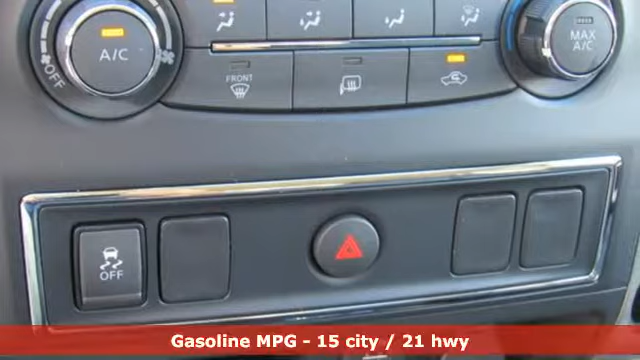 A/C
OFF
MAX
A/C
FRONT
OFF
Gasoline MPG - 15 city / 21 hwy